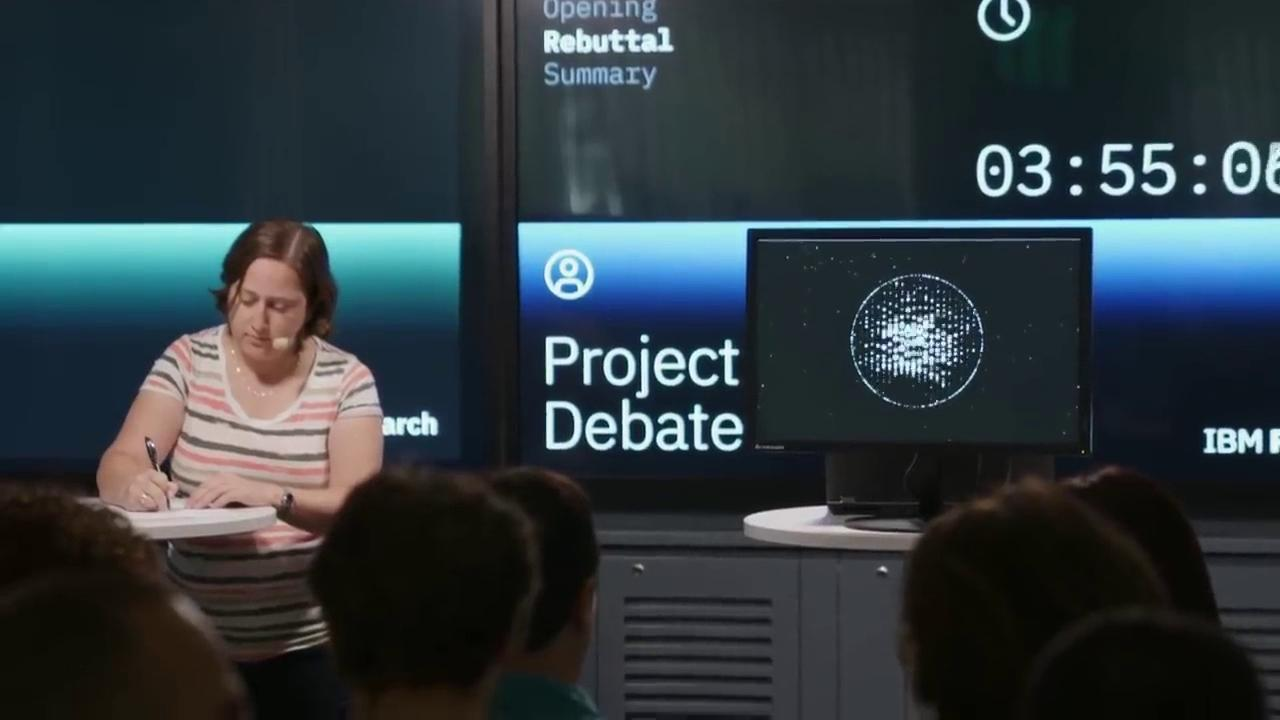 Opening
Rebuttal
Summary
03:55:06
Project
Debate
arch
IBM R